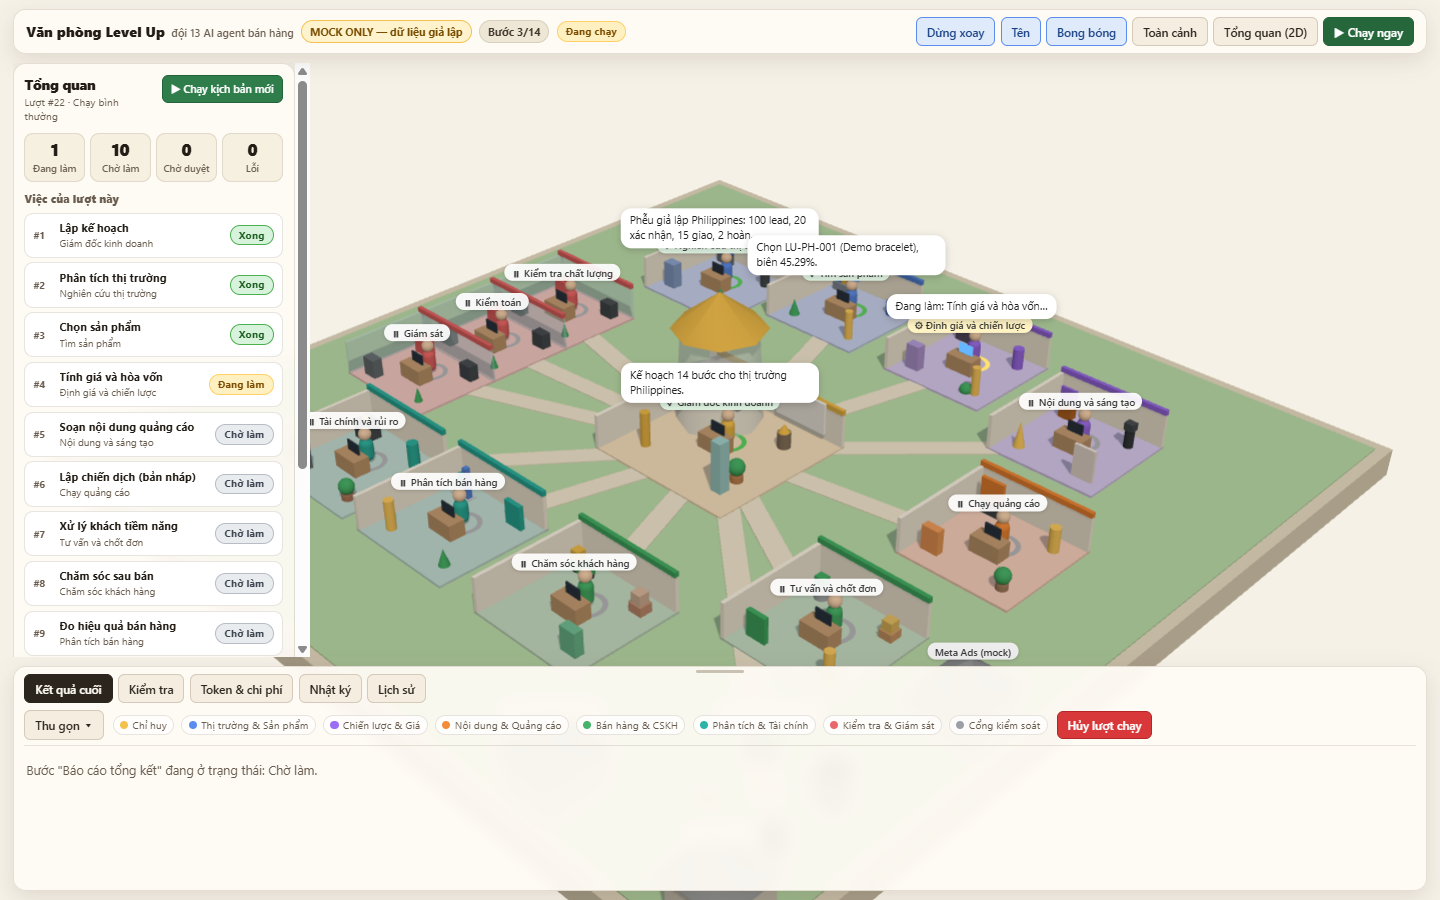 Văn phòng Level Up đội 13 AI agent bán hàng MOCK ONLY — dữ liệu giả lập Bước 3/14 Đang chạy Dừng xoay Tên Bong bóng Toàn cảnh Tổng quan (2D) ▶ Chạy ngay
Tổng quan
Lượt #22 · Chạy bình
thường
▶ Chạy kịch bản mới
1 10 0 0
Đang làm Chờ làm Chờ duyệt Lỗi
Việc của lượt này
#1 Lập kế hoạch Xong
Giám đốc kinh doanh
#2 Phân tích thị trường Xong
Nghiên cứu thị trường
#3 Chọn sản phẩm Xong
Tìm sản phẩm
#4 Tính giá và hòa vốn Đang làm
Định giá và chiến lược
#5 Soạn nội dung quảng cáo Chờ làm
Nội dung và sáng tạo
#6 Lập chiến dịch (bản nháp) Chờ làm
Chạy quảng cáo
#7 Xử lý khách tiềm năng Chờ làm
Tư vấn và chốt đơn
#8 Chăm sóc sau bán Chờ làm
Chăm sóc khách hàng
#9 Đo hiệu quả bán hàng Chờ làm
Phân tích bán hàng
Phễu giả lập Philippines: 100 lead, 20
xác nhận, 15 giao, 2 hoàn.
Chọn LU-PH-001 (Demo bracelet),
biên 45.29%.
Tìm sản phẩm
Kiểm tra chất lượng
Kiểm toán
Giám sát
Đang làm: Tính giá và hòa vốn...
Định giá và chiến lược
Kế hoạch 14 bước cho thị trường
Philippines.
Giám đốc kinh doanh
Nội dung và sáng tạo
Tài chính và rủi ro
Phân tích bán hàng
Chạy quảng cáo
Chăm sóc khách hàng
Tư vấn và chốt đơn
Meta Ads (mock)
Kết quả cuối Kiểm tra Token & chi phí Nhật ký Lịch sử
Thu gọn Chỉ huy Thị trường & Sản phẩm Chiến lược & Giá Nội dung & Quảng cáo Bán hàng & CSKH Phân tích & Tài chính Kiểm tra & Giám sát Cổng kiểm soát Hủy lượt chạy
Bước "Báo cáo tổng kết" đang ở trạng thái: Chờ làm.